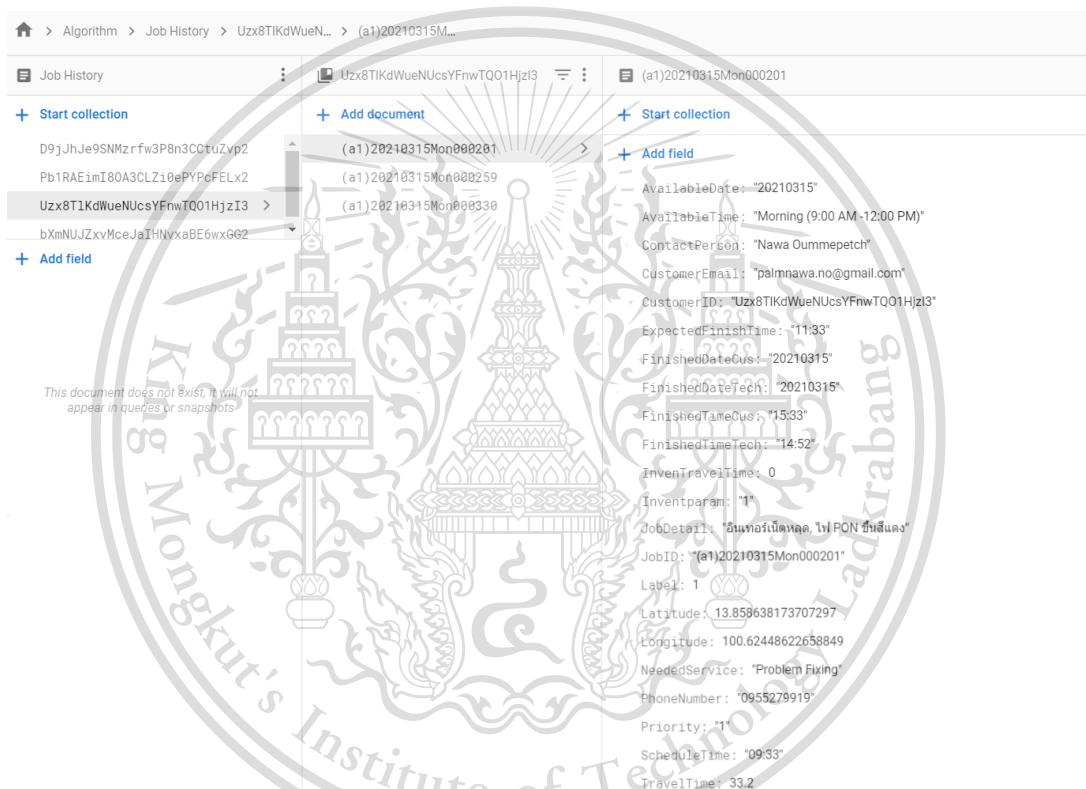 Algorithm > Job History > Uzx8TlKdWueN... > (a1)20210315M...
Job History
Start collection
D9jJhJe9SNMzrfw3P8n3CCtuZvp2
Pb1RAEimI8OA3CLZi0ePYPcFELx2
Uzx8TlKdWueNUcsYFnwTQO1HjzI3
bXmNUJZxvMceJaIHNvxaBE6wxGG2
Add field
This document does not exist, it will not
appear in queries or snapshots
Uzx8TlKdWueNUcsYFnwTQO1HjzI3
Add document
(a1)20210315Mon000201
(a1)20210315Mon000259
(a1)20210315Mon000330
(a1)20210315Mon000201
Start collection
Add field
AvailableDate: "20210315"
AvailableTime: "Morning (9:00 AM -12:00 PM)"
ContactPerson: "Nawa Oummepetch"
CustomerEmail: "palmnawa.no@gmail.com"
CustomerID: "Uzx8TlKdWueNUcsYFnwTQO1HjzI3"
ExpectedFinishTime: "11:33"
FinishedDateCus: "20210315"
FinishedDateTech: "20210315"
FinishedTimeCus: "15:33"
FinishedTimeTech: "14:52"
InvenTravelTime: 0
Inventparam: "1"
JobDetail: "อินเทอร์เน็ตหลุด, ไฟ PON ขึ้นสีแดง"
JobID: "(a1)20210315Mon000201"
Label: 1
Latitude: 13.858638173707297
Longitude: 100.62448622658849
NeededService: "Problem Fixing"
PhoneNumber: "0955279919"
Priority: "1"
ScheduleTime: "09:33"
TravelTime: 33.2
King Mongkut's Institute of Technology Ladkrabang